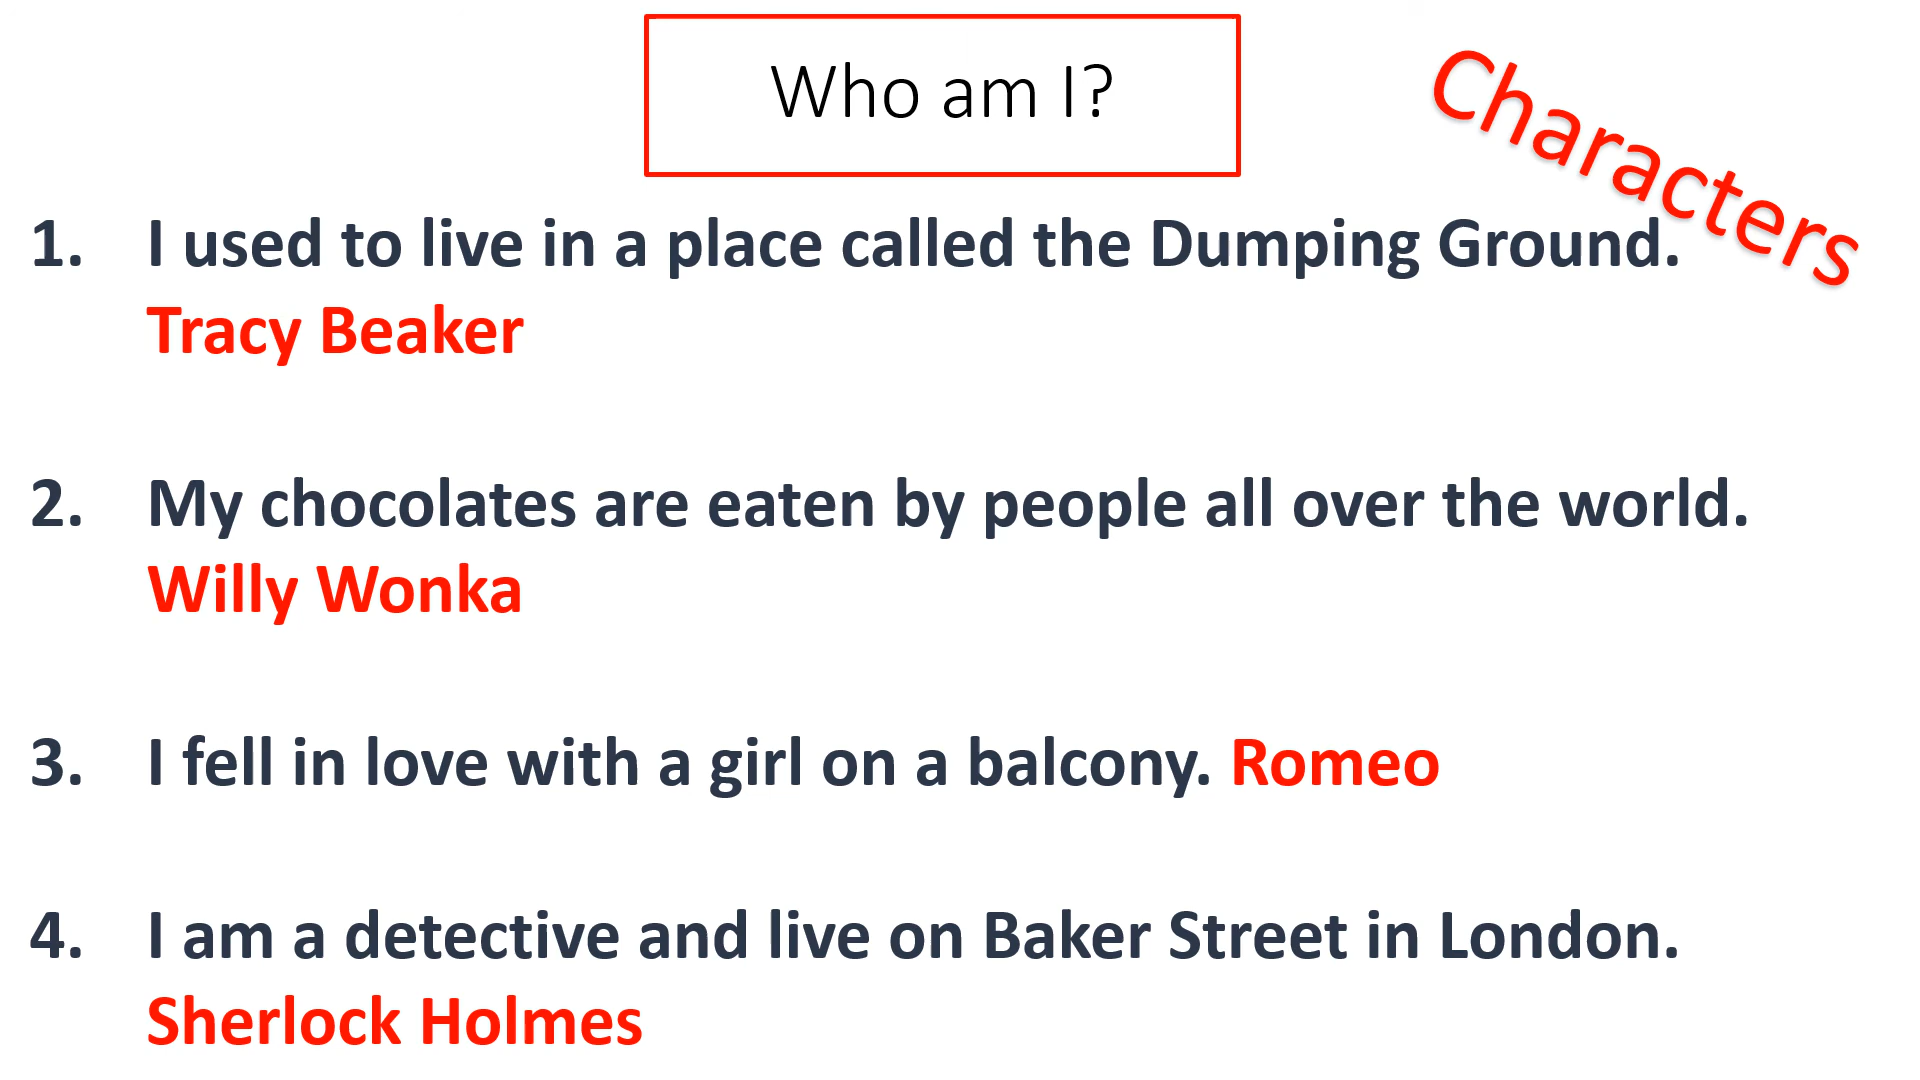 Who am I?
Characters
1. I used to live in a place called the Dumping Ground.
Tracy Beaker
2. My chocolates are eaten by people all over the world.
Willy Wonka
3. I fell in love with a girl on a balcony. Romeo
4. I am a detective and live on Baker Street in London.
Sherlock Holmes